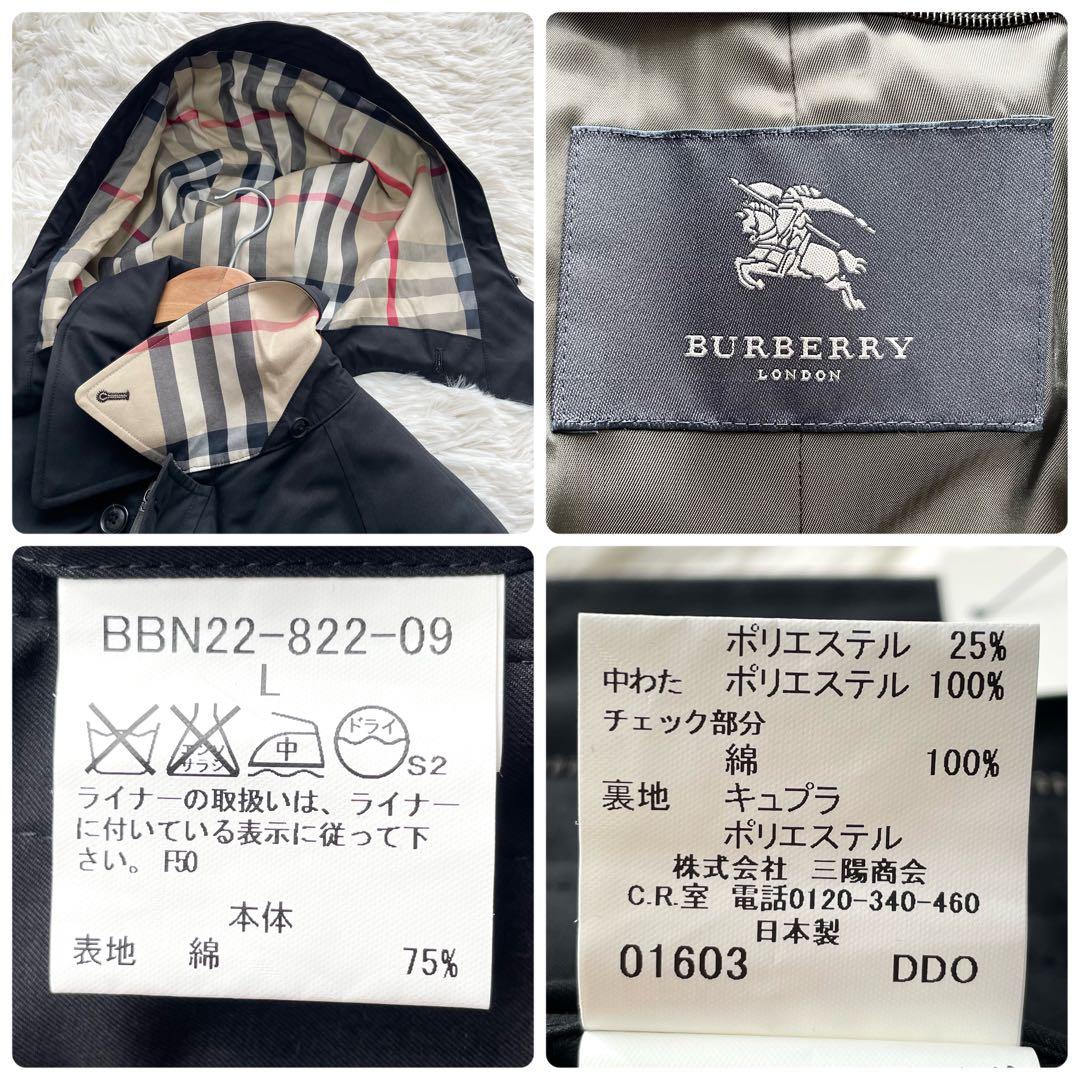 BURBERRY
LONDON
BBN22-822-09
L
エンソ
サラシ
中
ドライ
S2
ライナーの取扱いは、ライナー
に付いている表示に従って下
さい。 F50
本体
表地 綿 75%
ポリエステル 25%
中わた ポリエステル 100%
チェック部分
綿 100%
裏地 キュプラ
ポリエステル
株式会社 三陽商会
C.R.室 電話0120-340-460
日本製
01603 DDO